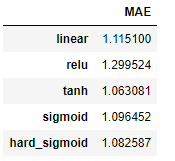 MAE
linear 1.115100
relu 1.299524
tanh 1.063081
sigmoid 1.096452
hard_sigmoid 1.082587